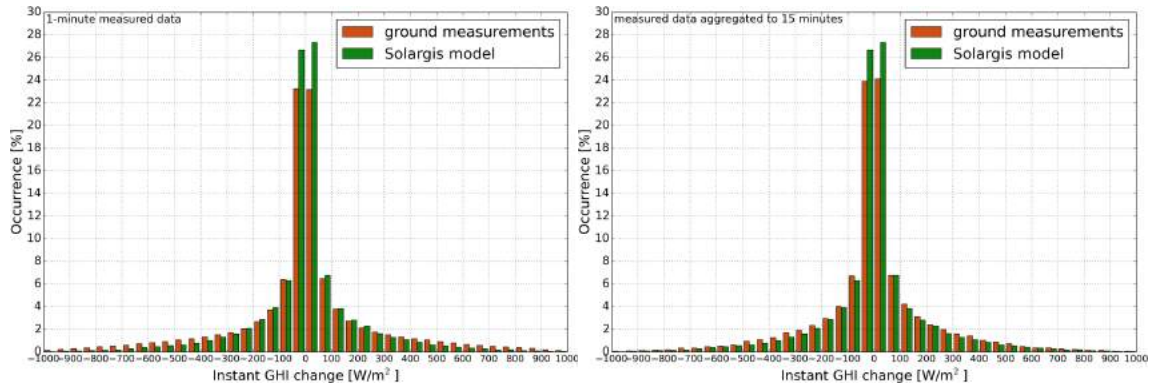 1-minute measured data
ground measurements
Solargis model
Occurrence [%]
30
28
26
24
22
20
18
16
14
12
10
8
6
4
2
0
−1000−900−800−700−600−500−400−300−200−100 0 100 200 300 400 500 600 700 800 900 1000
Instant GHI change [W/m² ]
measured data aggregated to 15 minutes
ground measurements
Solargis model
Occurrence [%]
30
28
26
24
22
20
18
16
14
12
10
8
6
4
2
0
−1000−900−800−700−600−500−400−300−200−100 0 100 200 300 400 500 600 700 800 900 1000
Instant GHI change [W/m² ]